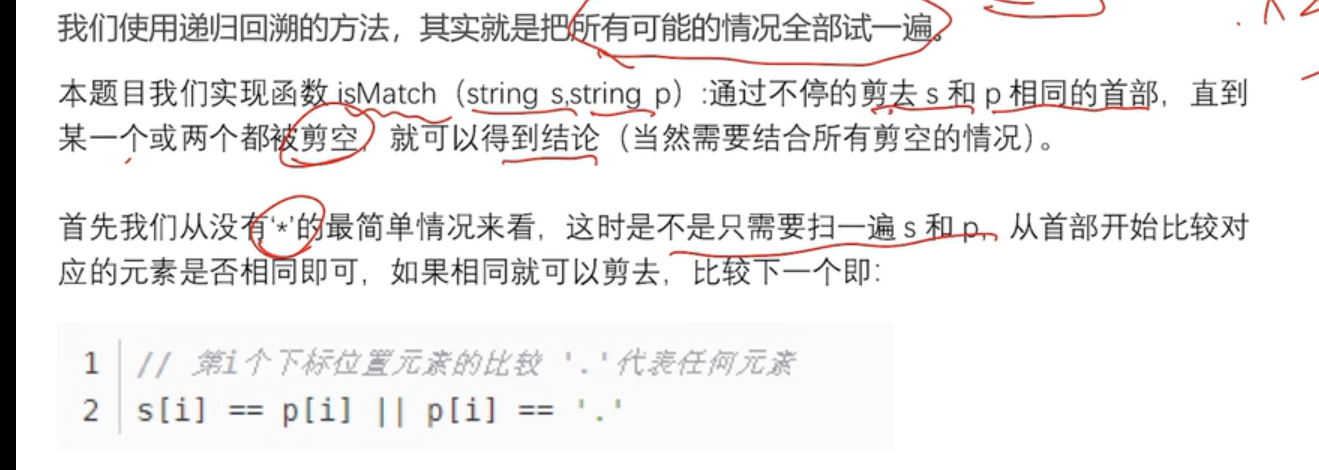 我们使用递归回溯的方法，其实就是把所有可能的情况全部试一遍。
本题目我们实现函数 isMatch（string s,string p）:通过不停的剪去 s 和 p 相同的首部，直到
某一个或两个都被剪空，就可以得到结论（当然需要结合所有剪空的情况）。
首先我们从没有‘*’的最简单情况来看，这时是不是只需要扫一遍 s 和 p,，从首部开始比较对
应的元素是否相同即可，如果相同就可以剪去，比较下一个即:
1 // 第i个下标位置元素的比较 '.'代表任何元素
2 s[i] == p[i] || p[i] == '.'